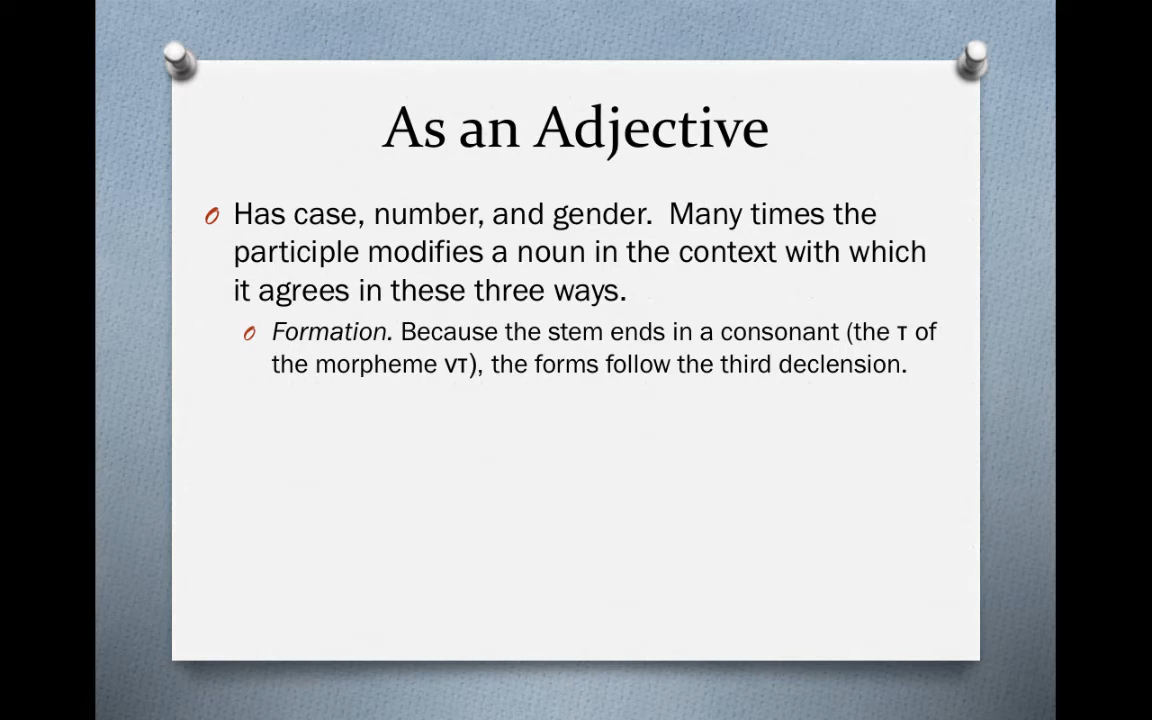 As an Adjective
Has case, number, and gender.  Many times the
participle modifies a noun in the context with which
it agrees in these three ways.
Formation. Because the stem ends in a consonant (the τ of
the morpheme ντ), the forms follow the third declension.